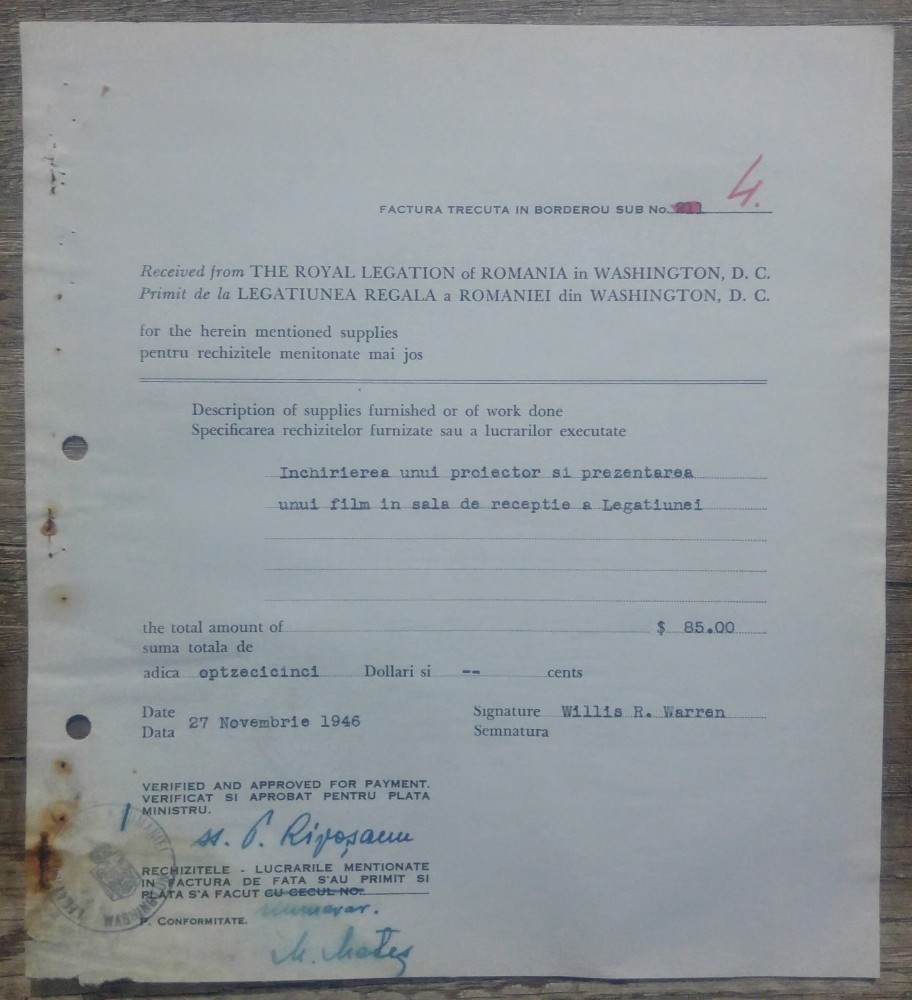 FACTURA TRECUTA IN BORDEROU SUB No. 4.
Received from THE ROYAL LEGATION of ROMANIA in WASHINGTON, D. C.
Primit de la LEGATIUNEA REGALA a ROMANIEI din WASHINGTON, D. C.
for the herein mentioned supplies
pentru rechizitele menitonate mai jos
Description of supplies furnished or of work done
Specificarea rechizitelor furnizate sau a lucrarilor executate
Inchirierea unui proiector si prezentarea
unui film in sala de receptie a Legatiunei
the total amount of $ 85.00
suma totala de
adica optzecicinci Dollari si -- cents
Date Signature Willis R. Warren
Data 27 Novembrie 1946 Semnatura
VERIFIED AND APPROVED FOR PAYMENT.
VERIFICAT SI APROBAT PENTRU PLATA
MINISTRU.
ss. P. Riposanu
RECHIZITELE - LUCRARILE MENTIONATE
IN FACTURA DE FATA S'AU PRIMIT SI
PLATA S'A FACUT CU CECUL NO.
numerar.
P. CONFORMITATE.
M. Mateș